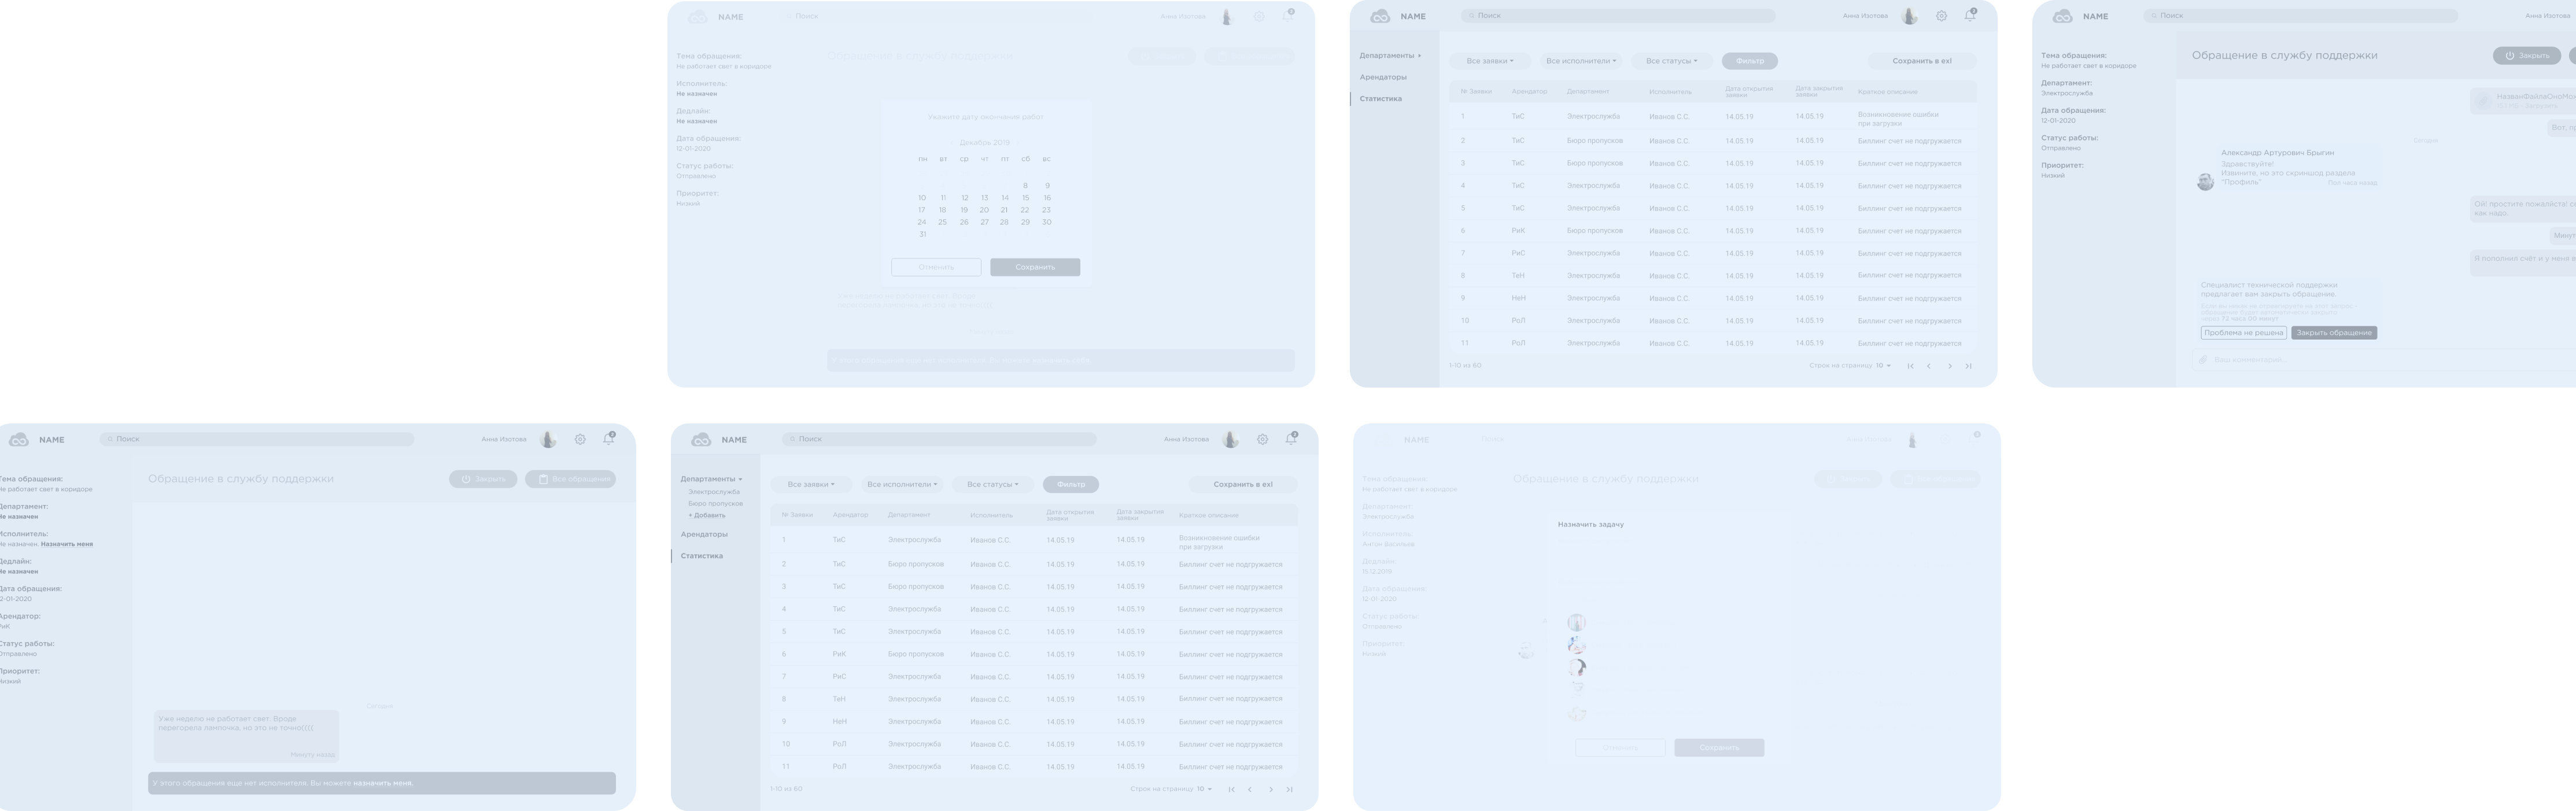 NAME
Поиск
Анна Изотова
3
Тема обращения:
Не работает свет в коридоре
Исполнитель:
Не назначен
Дедлайн:
Не назначен
Дата обращения:
12-01-2020
Статус работы:
Отправлено
Приоритет:
Низкий
Обращение в службу поддержки
Укажите дату окончания работ
Декабрь 2019
пн вт ср чт пт сб вс
8 9
10 11 12 13 14 15 16
17 18 19 20 21 22 23
24 25 26 27 28 29 30
31
Отменить
Сохранить
NAME
Поиск
Анна Изотова
3
Департаменты
Арендаторы
Статистика
Все заявки
Все исполнители
Все статусы
Фильтр
Сохранить в exl
№ Заявки Арендатор Департамент Исполнитель Дата открытия заявки Дата закрытия заявки Краткое описание
1 ТиС Электрослужба Иванов С.С. 14.05.19 14.05.19 Возникновение ошибки
при загрузки
2 ТиС Бюро пропусков Иванов С.С. 14.05.19 14.05.19 Биллинг счет не подгружается
3 ТиС Бюро пропусков Иванов С.С. 14.05.19 14.05.19 Биллинг счет не подгружается
4 ТиС Электрослужба Иванов С.С. 14.05.19 14.05.19 Биллинг счет не подгружается
5 ТиС Электрослужба Иванов С.С. 14.05.19 14.05.19 Биллинг счет не подгружается
6 РиК Бюро пропусков Иванов С.С. 14.05.19 14.05.19 Биллинг счет не подгружается
7 РиС Электрослужба Иванов С.С. 14.05.19 14.05.19 Биллинг счет не подгружается
8 ТеН Электрослужба Иванов С.С. 14.05.19 14.05.19 Биллинг счет не подгружается
9 НеН Электрослужба Иванов С.С. 14.05.19 14.05.19 Биллинг счет не подгружается
10 РоЛ Электрослужба Иванов С.С. 14.05.19 14.05.19 Биллинг счет не подгружается
11 РоЛ Электрослужба Иванов С.С. 14.05.19 14.05.19 Биллинг счет не подгружается
1-10 из 60
Строк на страницу 10
NAME
Поиск
Анна Изотова
Тема обращения:
Не работает свет в коридоре
Департамент:
Электрослужба
Дата обращения:
12-01-2020
Статус работы:
Отправлено
Приоритет:
Низкий
Обращение в службу поддержки
Закрыть
Сегодня
Александр Артурович Брыгин
Здравствуйте!
Извините, но это скриншод раздела
"Профиль"
Пол часа назад
Ой! простите пожалйста!
как надо.
Минут
Я пополнил счёт и у меня
Специалист технической поддержки
предлагает вам закрыть обращение.
Проблема не решена
Закрыть обращение
Ваш комментарий...
NAME
Поиск
Анна Изотова
3
Тема обращения:
Не работает свет в коридоре
Департамент:
Не назначен
Исполнитель:
Не назначен. Назначить меня
Дедлайн:
Не назначен
Дата обращения:
12-01-2020
Арендатор:
РиК
Статус работы:
Отправлено
Приоритет:
Низкий
Обращение в службу поддержки
Закрыть
Все обращения
Сегодня
Уже неделю не работает свет. Вроде
перегорела лампочка, но это не точно((((
Минуту назад
У этого обращения еще нет исполнителя. Вы можете назначить меня.
NAME
Поиск
Анна Изотова
3
Департаменты
Электрослужба
Бюро пропусков
+ Добавить
Арендаторы
Статистика
Все заявки
Все исполнители
Все статусы
Фильтр
Сохранить в exl
№ Заявки Арендатор Департамент Исполнитель Дата открытия заявки Дата закрытия заявки Краткое описание
1 ТиС Электрослужба Иванов С.С. 14.05.19 14.05.19 Возникновение ошибки
при загрузки
2 ТиС Бюро пропусков Иванов С.С. 14.05.19 14.05.19 Биллинг счет не подгружается
3 ТиС Бюро пропусков Иванов С.С. 14.05.19 14.05.19 Биллинг счет не подгружается
4 ТиС Электрослужба Иванов С.С. 14.05.19 14.05.19 Биллинг счет не подгружается
5 ТиС Электрослужба Иванов С.С. 14.05.19 14.05.19 Биллинг счет не подгружается
6 РиК Бюро пропусков Иванов С.С. 14.05.19 14.05.19 Биллинг счет не подгружается
7 РиС Электрослужба Иванов С.С. 14.05.19 14.05.19 Биллинг счет не подгружается
8 ТеН Электрослужба Иванов С.С. 14.05.19 14.05.19 Биллинг счет не подгружается
9 НеН Электрослужба Иванов С.С. 14.05.19 14.05.19 Биллинг счет не подгружается
10 РоЛ Электрослужба Иванов С.С. 14.05.19 14.05.19 Биллинг счет не подгружается
11 РоЛ Электрослужба Иванов С.С. 14.05.19 14.05.19 Биллинг счет не подгружается
1-10 из 60
Строк на страницу 10
NAME
Поиск
Тема обращения:
Не работает свет в коридоре
Департамент:
Электрослужба
Исполнитель:
Антон Васильев
Дедлайн:
15.12.2019
Дата обращения:
12-01-2020
Статус работы:
Отправлено
Приоритет:
Низкий
Обращение в службу поддержки
Назначить задачу
Отменить
Сохранить